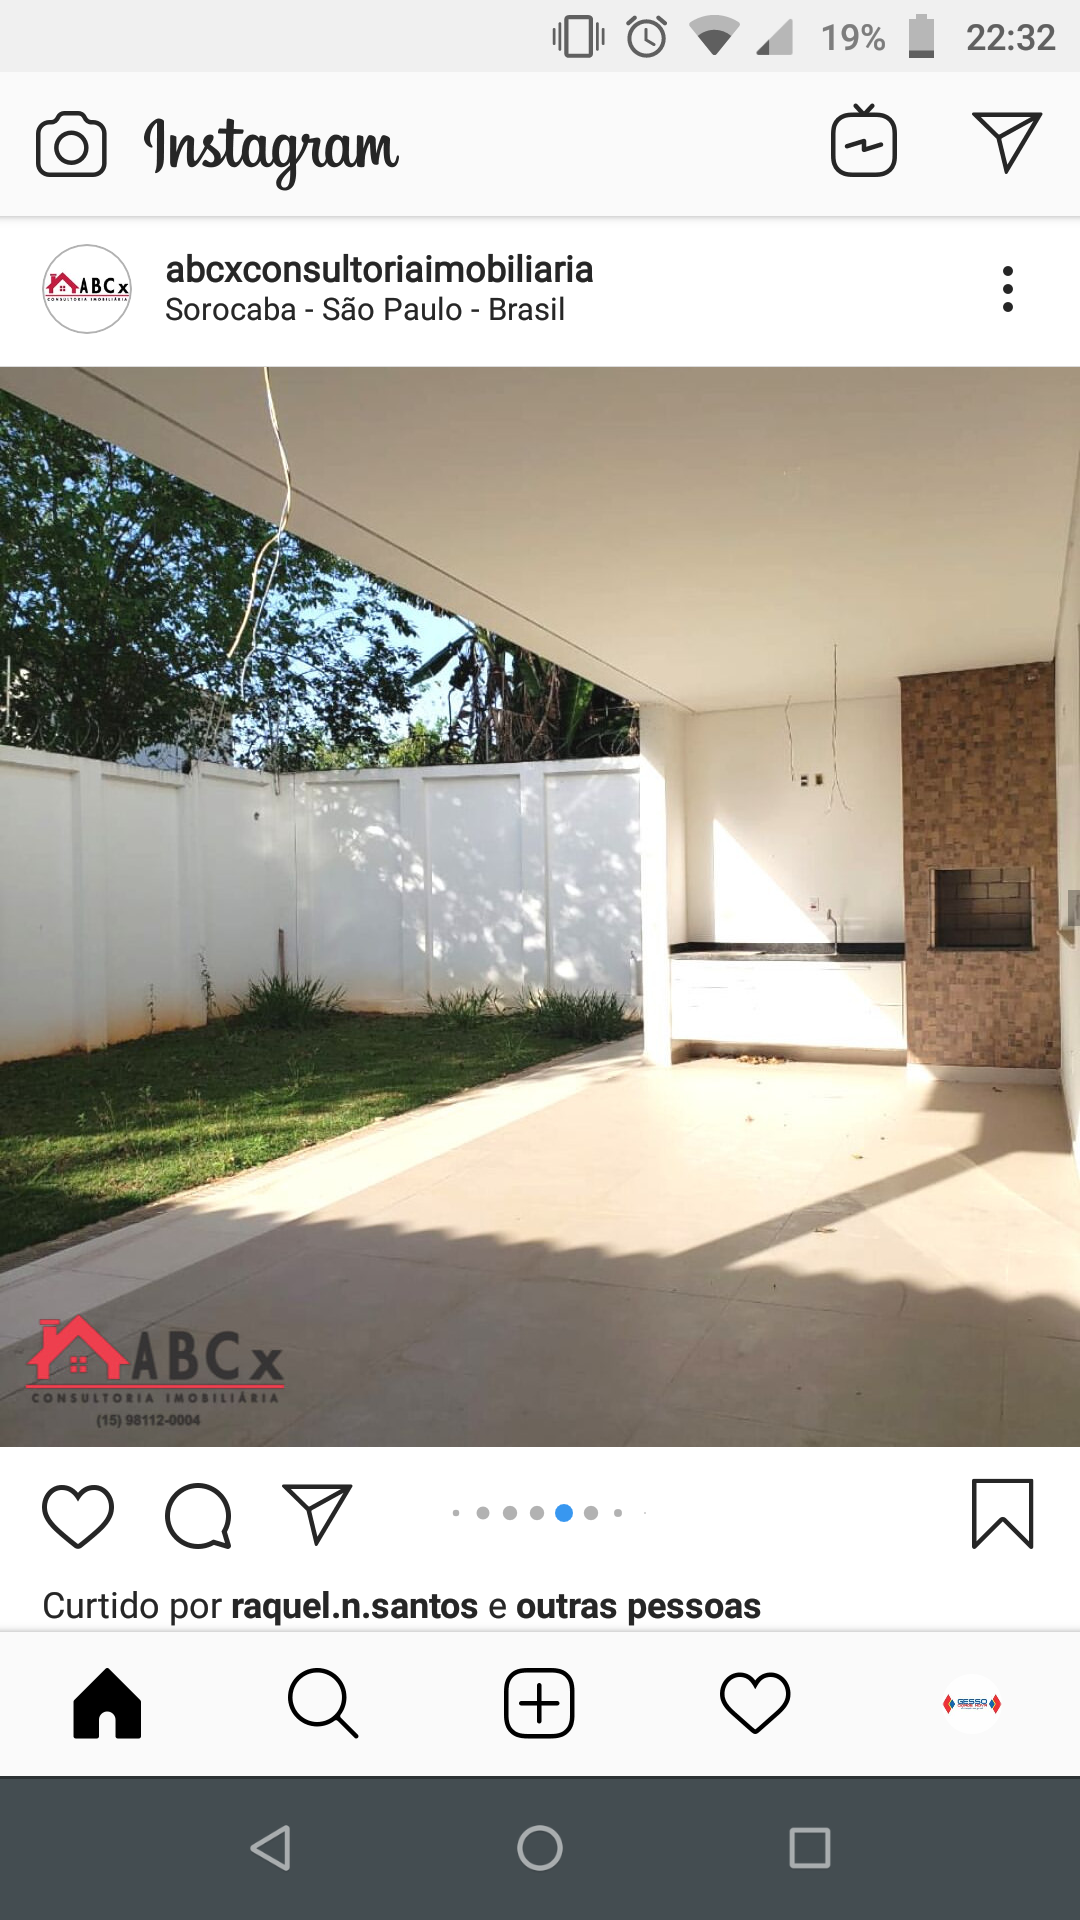 19% 22:32
Instagram
ABCx
CONSULTORIA IMOBILIÁRIA
abcxconsultoriaimobiliaria
Sorocaba - São Paulo - Brasil
ABCx
CONSULTORIA IMOBILIÁRIA
(15) 98112-0004
Curtido por raquel.n.santos e outras pessoas
GESSO